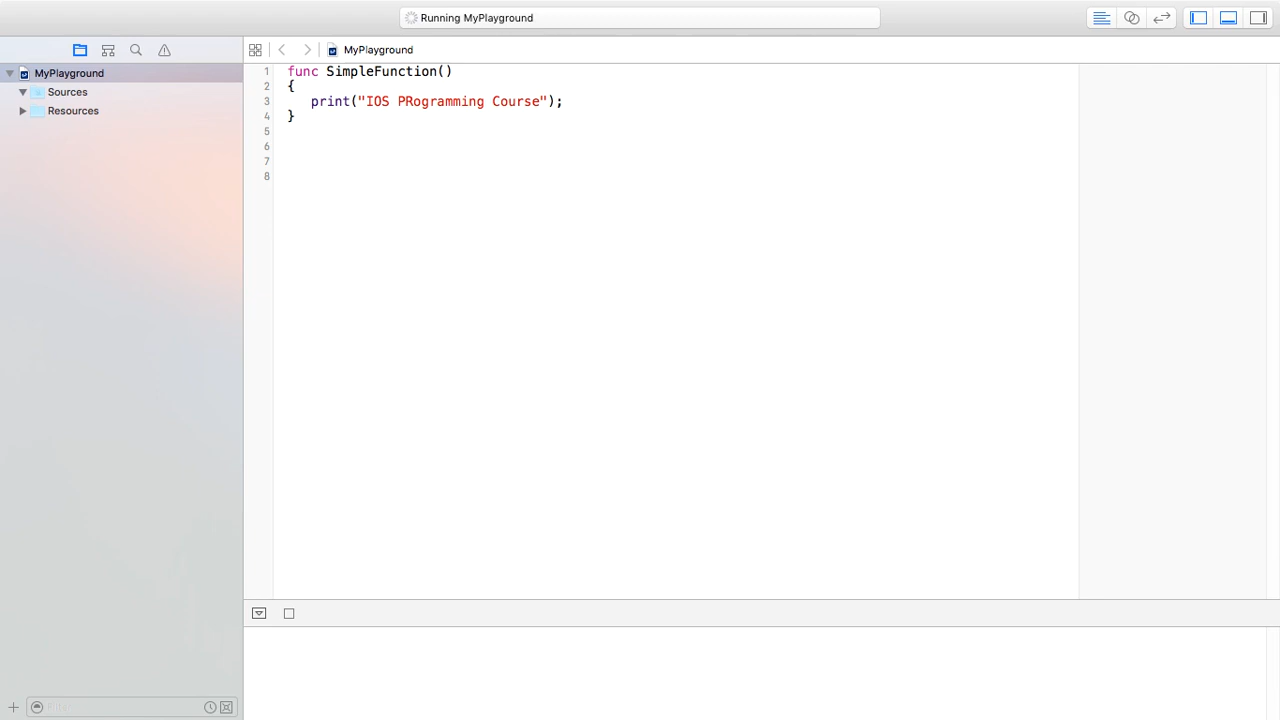 Running MyPlayground
MyPlayground
MyPlayground
Sources
Resources
1 func SimpleFunction()
2 {
3 print("IOS PRogramming Course");
4 }
5
6
7
8
Filter